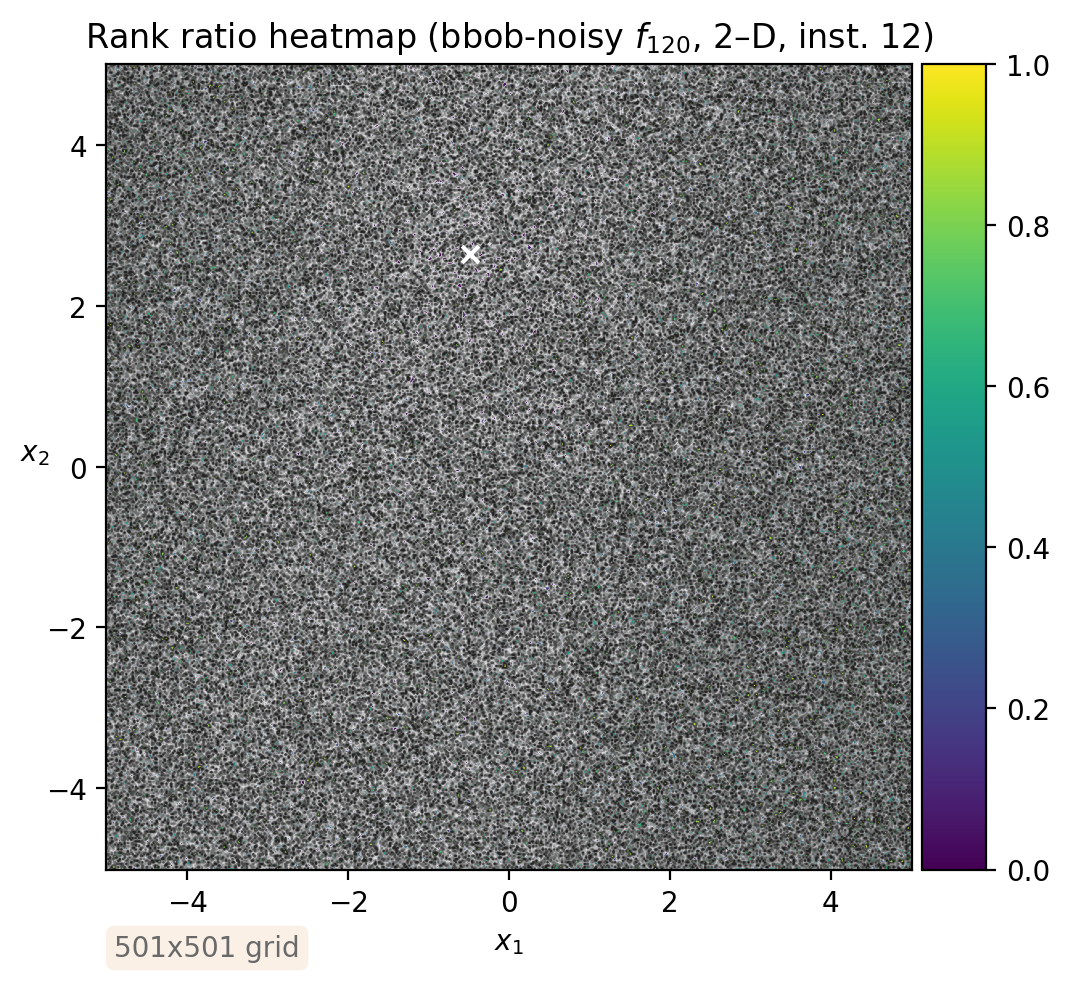 Rank ratio heatmap (bbob-noisy f₁₂₀, 2–D, inst. 12)
1.0
0.8
0.6
0.4
0.2
0.0
4
2
0
−2
−4
x₂
−4 −2 0 2 4
x₁
501x501 grid